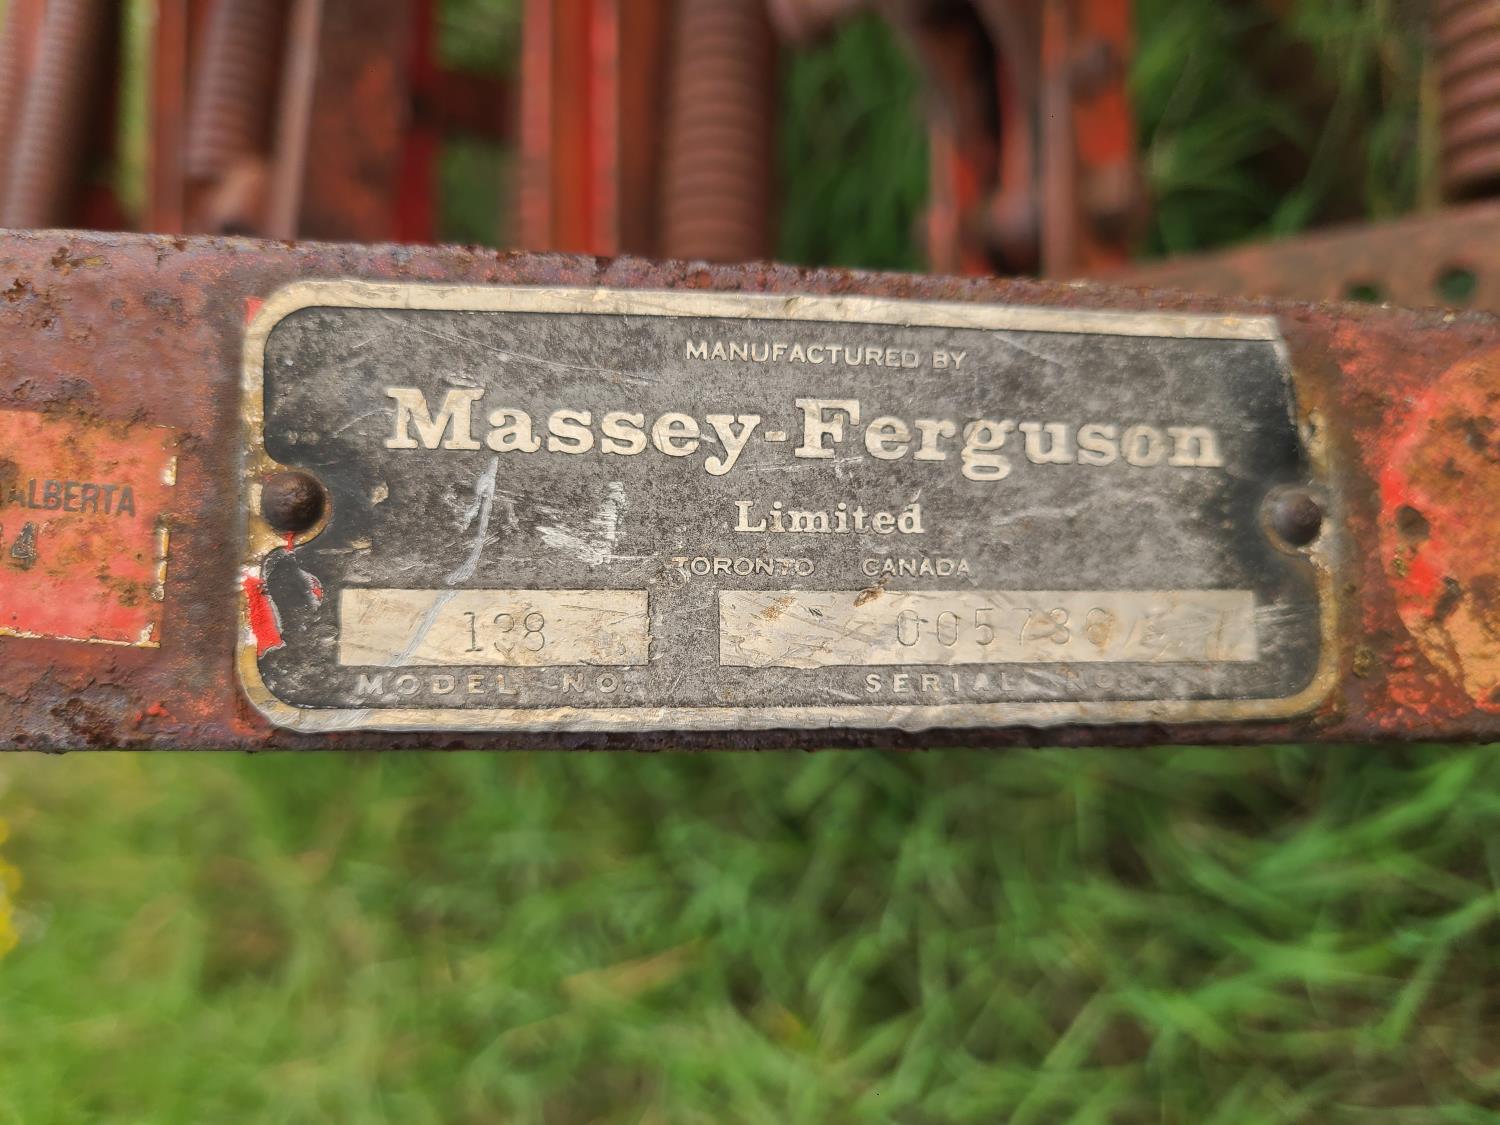 MANUFACTURED BY
Massey-Ferguson
Limited
TORONTO CANADA
138
MODEL NO.
SERIAL NO.
ALBERTA